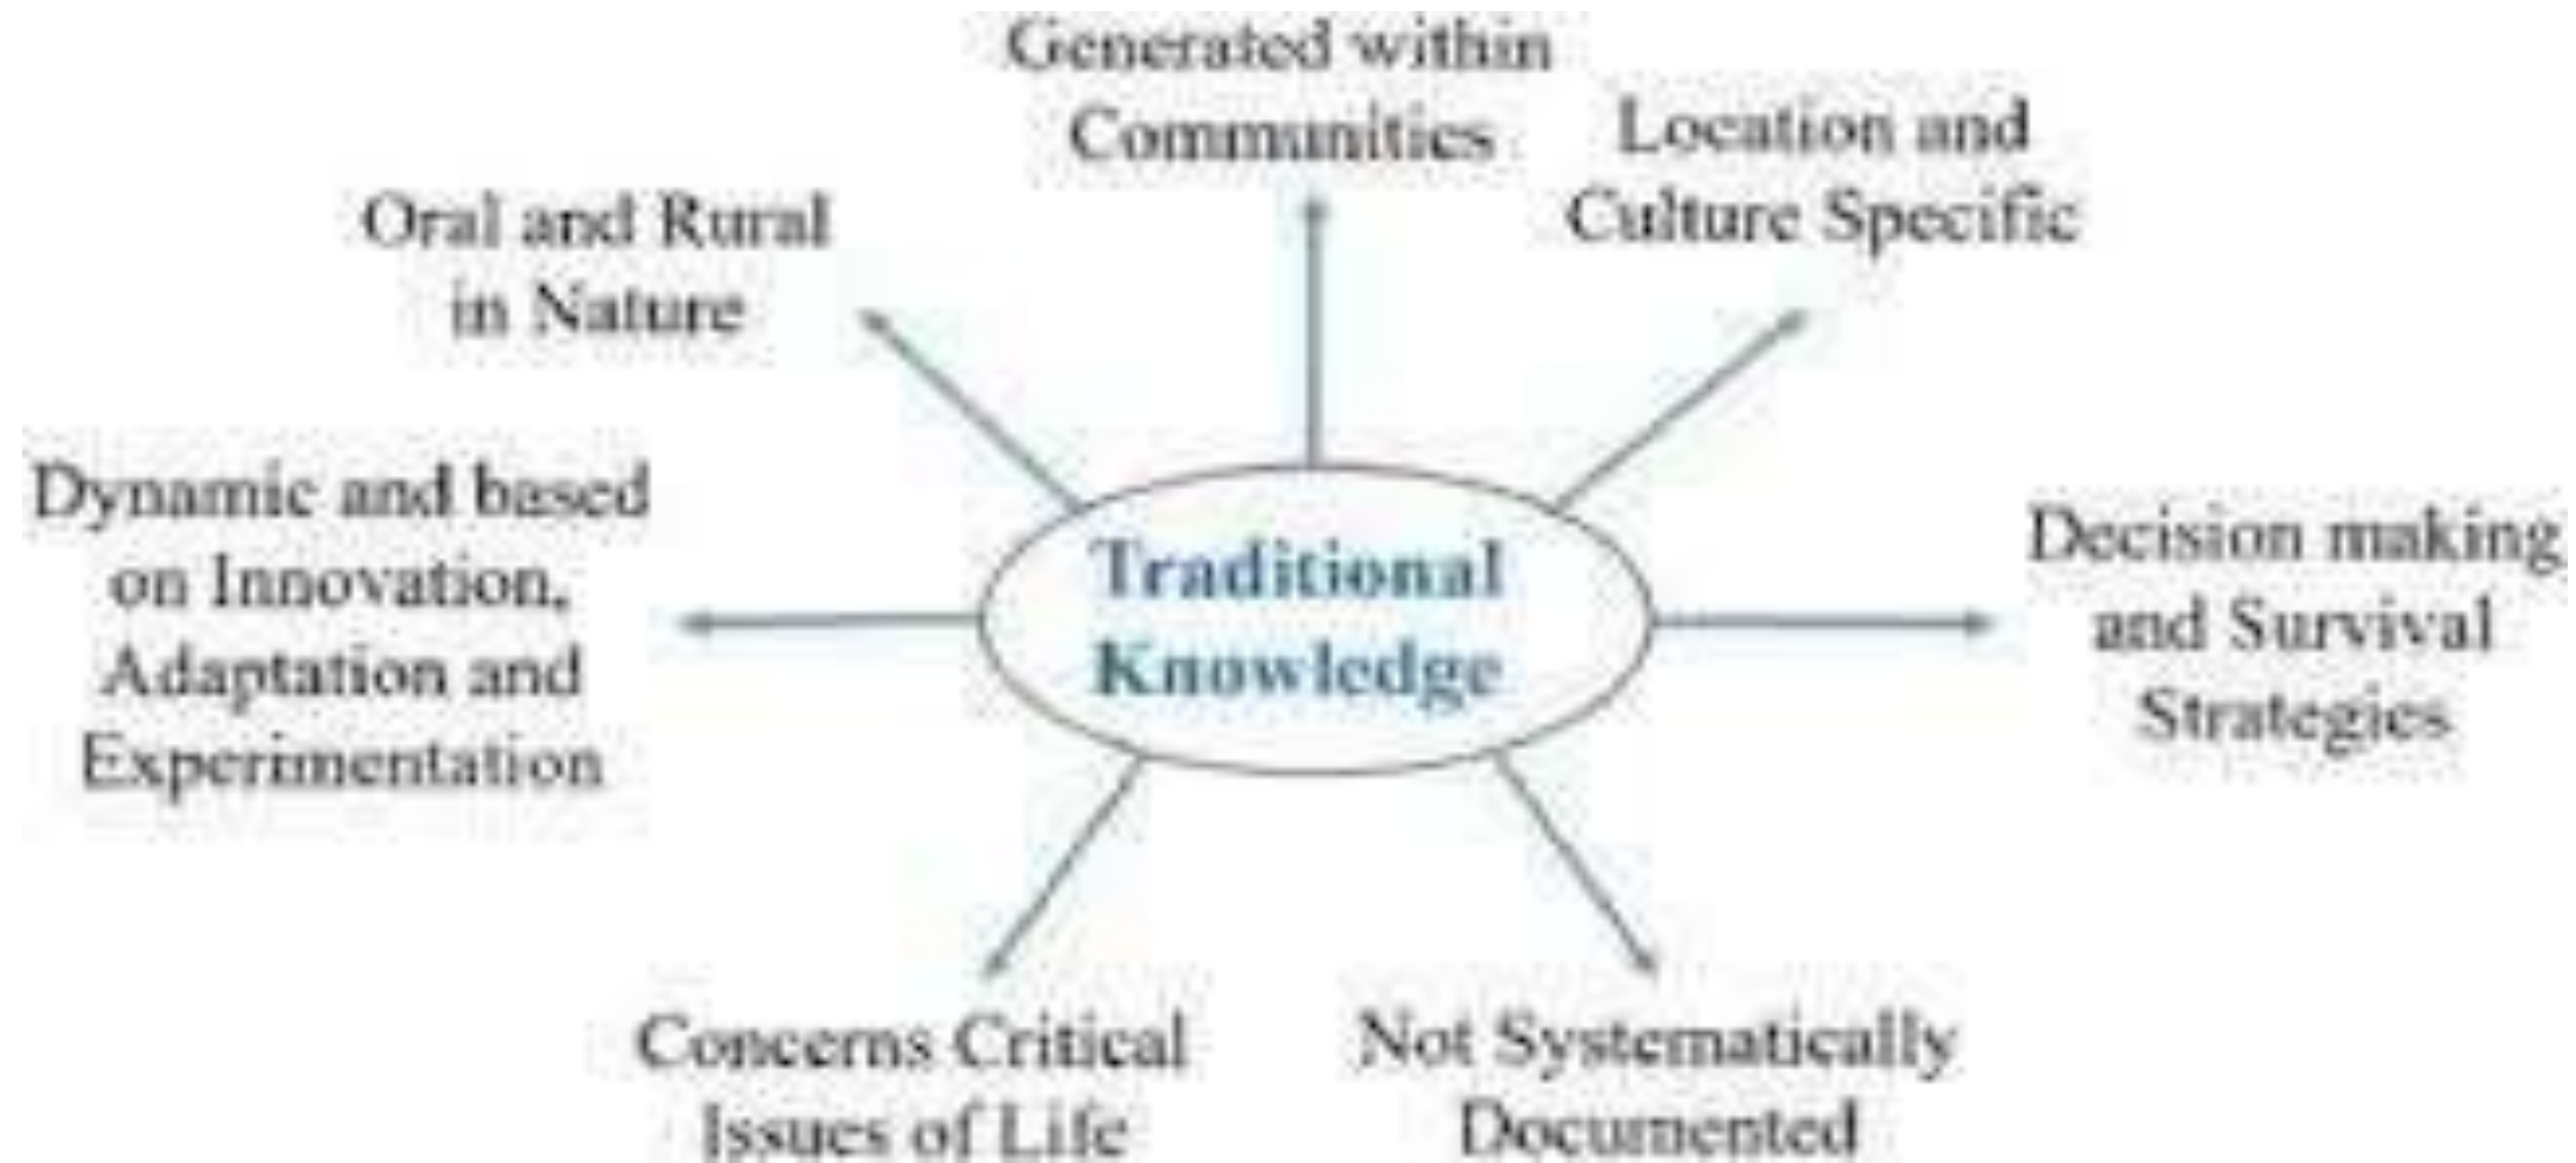 Generated within
Communities
Location and
Culture Specific
Oral and Rural
in Nature
Dynamic and based
on Innovation,
Adaptation and
Experimentation
Traditional
Knowledge
Decision making
and Survival
Strategies
Concerns Critical
Issues of Life
Not Systematically
Documented